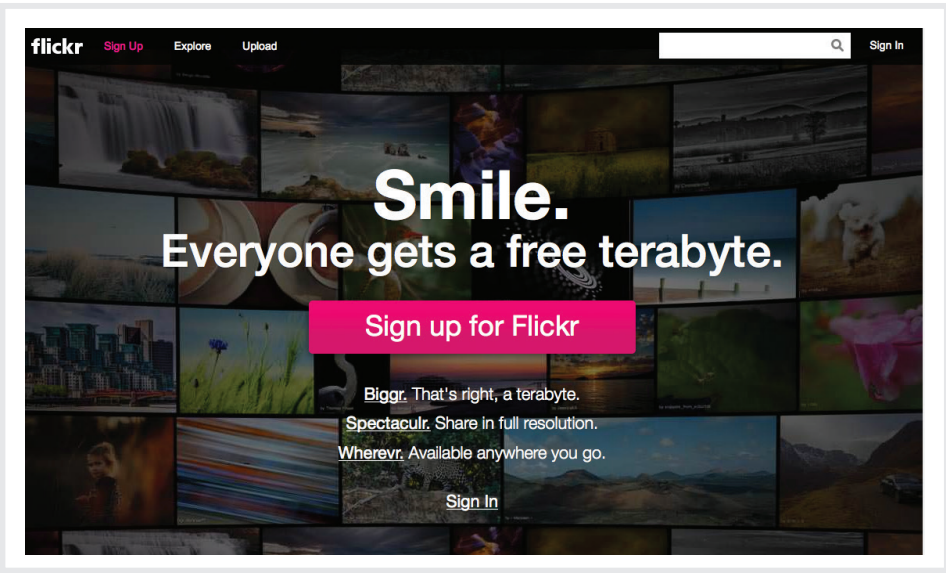 flickr Sign Up Explore Upload Sign In
Smile.
Everyone gets a free terabyte.
Sign up for Flickr
Biggr. That's right, a terabyte.
Spectaculr. Share in full resolution.
Wherevr. Available anywhere you go.
Sign In